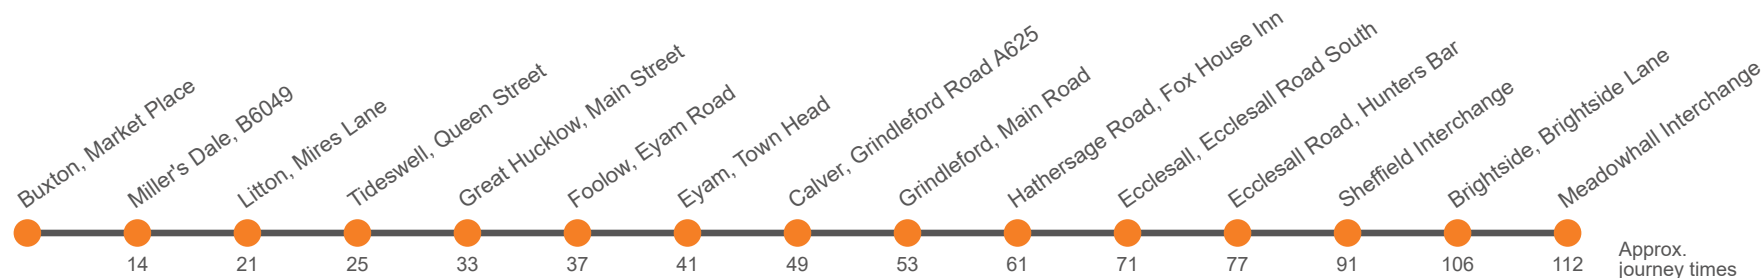 Buxton, Market Place
Miller's Dale, B6049
Litton, Mires Lane
Tideswell, Queen Street
Great Hucklow, Main Street
Foolow, Eyam Road
Eyam, Town Head
Calver, Grindleford Road A625
Grindleford, Main Road
Hathersage Road, Fox House Inn
Ecclesall, Ecclesall Road South
Ecclesall Road, Hunters Bar
Sheffield Interchange
Brightside, Brightside Lane
Meadowhall Interchange
14 21 25 33 37 41 49 53 61 71 77 91 106 112
Approx.
journey times